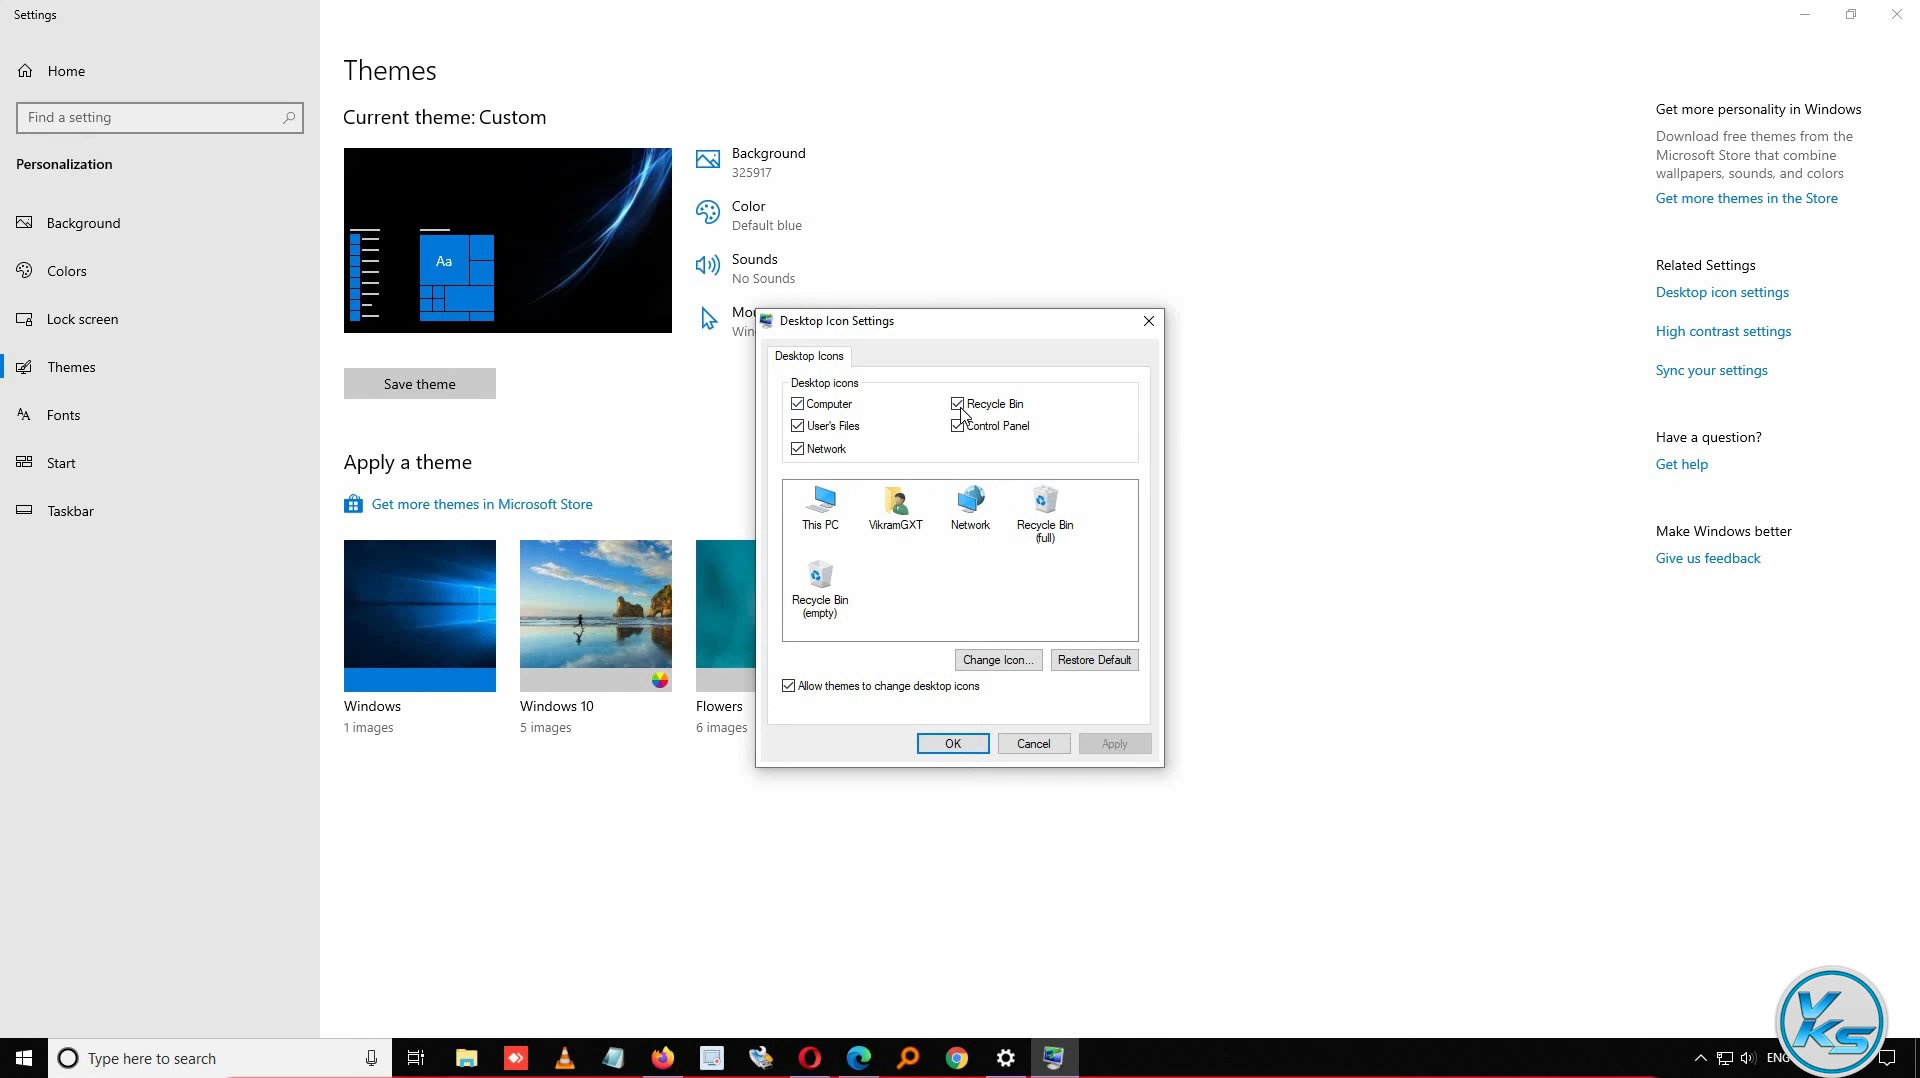 Settings
Home
Find a setting
Personalization
Background
Colors
Lock screen
Themes
Fonts
Start
Taskbar
Themes
Current theme: Custom
Aa
Background
325917
Color
Default blue
Sounds
No Sounds
Save theme
Apply a theme
Get more themes in Microsoft Store
Windows
1 images
Windows 10
5 images
Flowers
6 images
Desktop Icon Settings
Desktop Icons
Desktop icons
Computer
Recycle Bin
User's Files
Control Panel
Network
This PC
VikramGXT
Network
Recycle Bin
(full)
Recycle Bin
(empty)
Change Icon...
Restore Default
Allow themes to change desktop icons
OK
Cancel
Apply
Get more personality in Windows
Download free themes from the
Microsoft Store that combine
wallpapers, sounds, and colors
Get more themes in the Store
Related Settings
Desktop icon settings
High contrast settings
Sync your settings
Have a question?
Get help
Make Windows better
Give us feedback
Type here to search
ENG
VKS